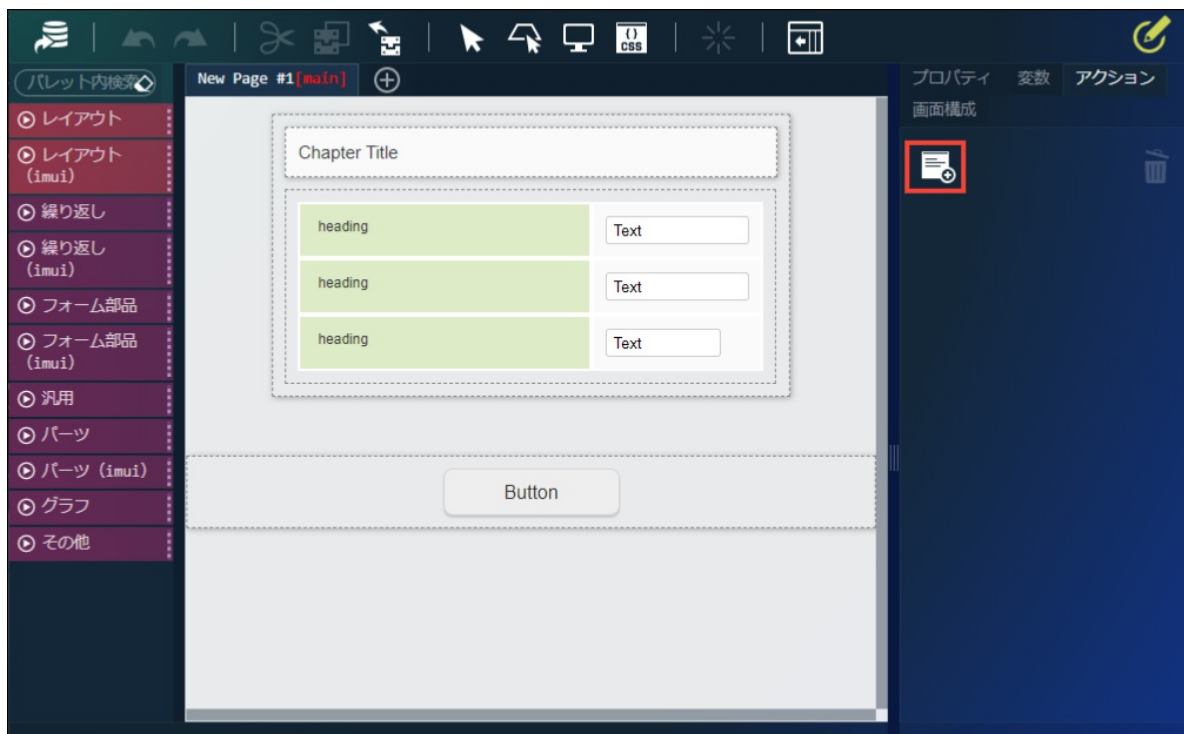 {}
CSS
パレット内検索
New Page #1[main]
プロパティ 変数 アクション
画面構成
レイアウト
レイアウト
(imui)
繰り返し
繰り返し
(imui)
フォーム部品
フォーム部品
(imui)
汎用
パーツ
パーツ (imui)
グラフ
その他
Chapter Title
heading Text
heading Text
heading Text
Button